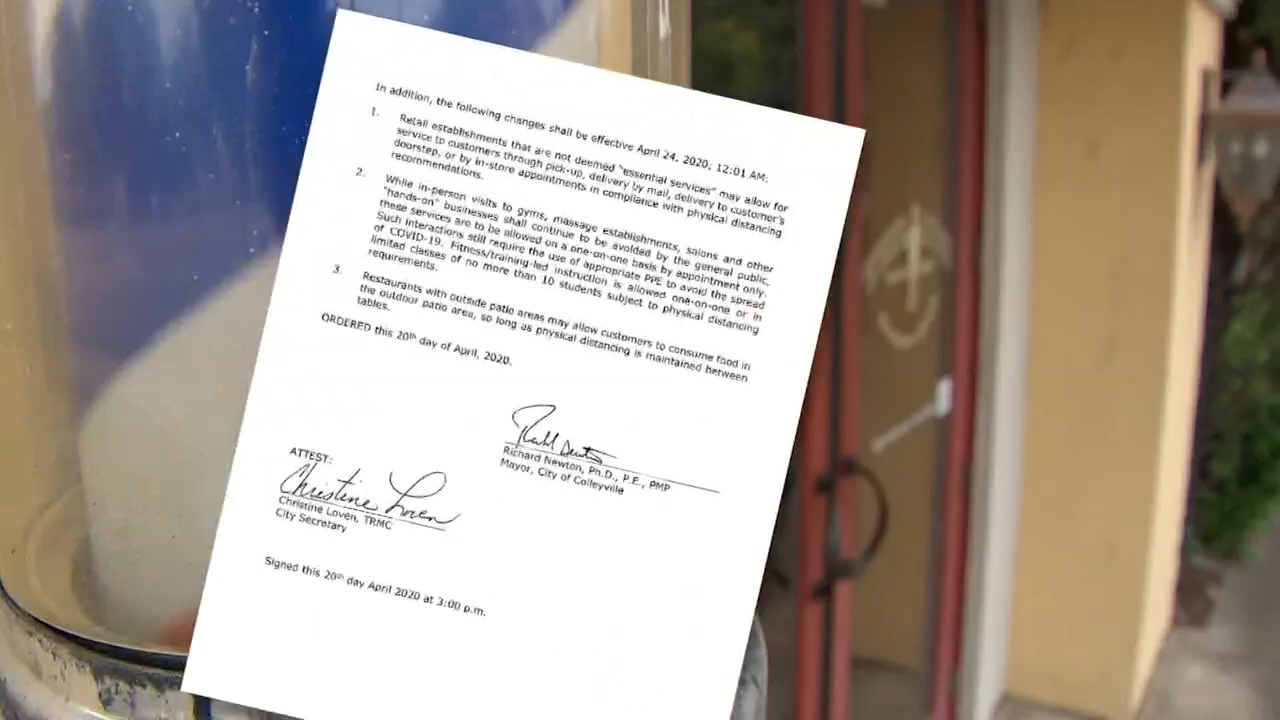 In addition, the following changes shall be effective April 24, 2020; 12:01 AM:
1. Retail establishments that are not deemed "essential services" may allow for
service to customers through pick-up, delivery by mail, delivery to customer's
doorstep, or by in-store appointments in compliance with physical distancing
recommendations.
2. While in-person visits to gyms, massage establishments, salons and other
"hands-on" businesses shall continue to be avoided by the general public,
these services are to be allowed on a one-on-one basis by appointment only.
Such interactions still require the use of appropriate PPE to avoid the spread
of COVID-19. Fitness/training-led instruction is allowed one-on-one or in
limited classes of no more than 10 students subject to physical distancing
requirements.
3. Restaurants with outside patio areas may allow customers to consume food in
the outdoor patio area, so long as physical distancing is maintained between
tables.
ORDERED this 20th day of April, 2020.
Richard Newton, Ph.D., P.E., PMP
Mayor, City of Colleyville
ATTEST:
Christine Loven
Christine Loven, TRMC
City Secretary
Signed this 20th day April 2020 at 3:00 p.m.